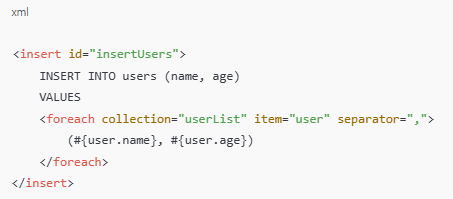 xml
<insert id="insertUsers">
    INSERT INTO users (name, age)
    VALUES
    <foreach collection="userList" item="user" separator=",">
        (#{user.name}, #{user.age})
    </foreach>
</insert>